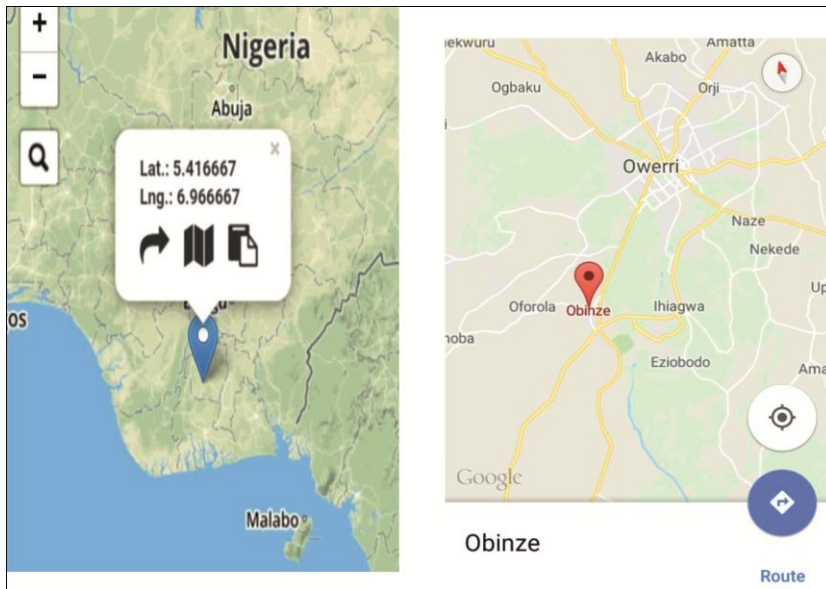 +
−
Nigeria
Abuja
×
Lat.: 5.416667
Lng.: 6.966667
OS
Malabo
ekwuru
Amatta
Akabo
Ogbaku
Orji
Owerri
Naze
Nekede
Up
Oforola
Obinze
Ihiagwa
noba
Eziobodo
Ama
Google
Obinze
Route